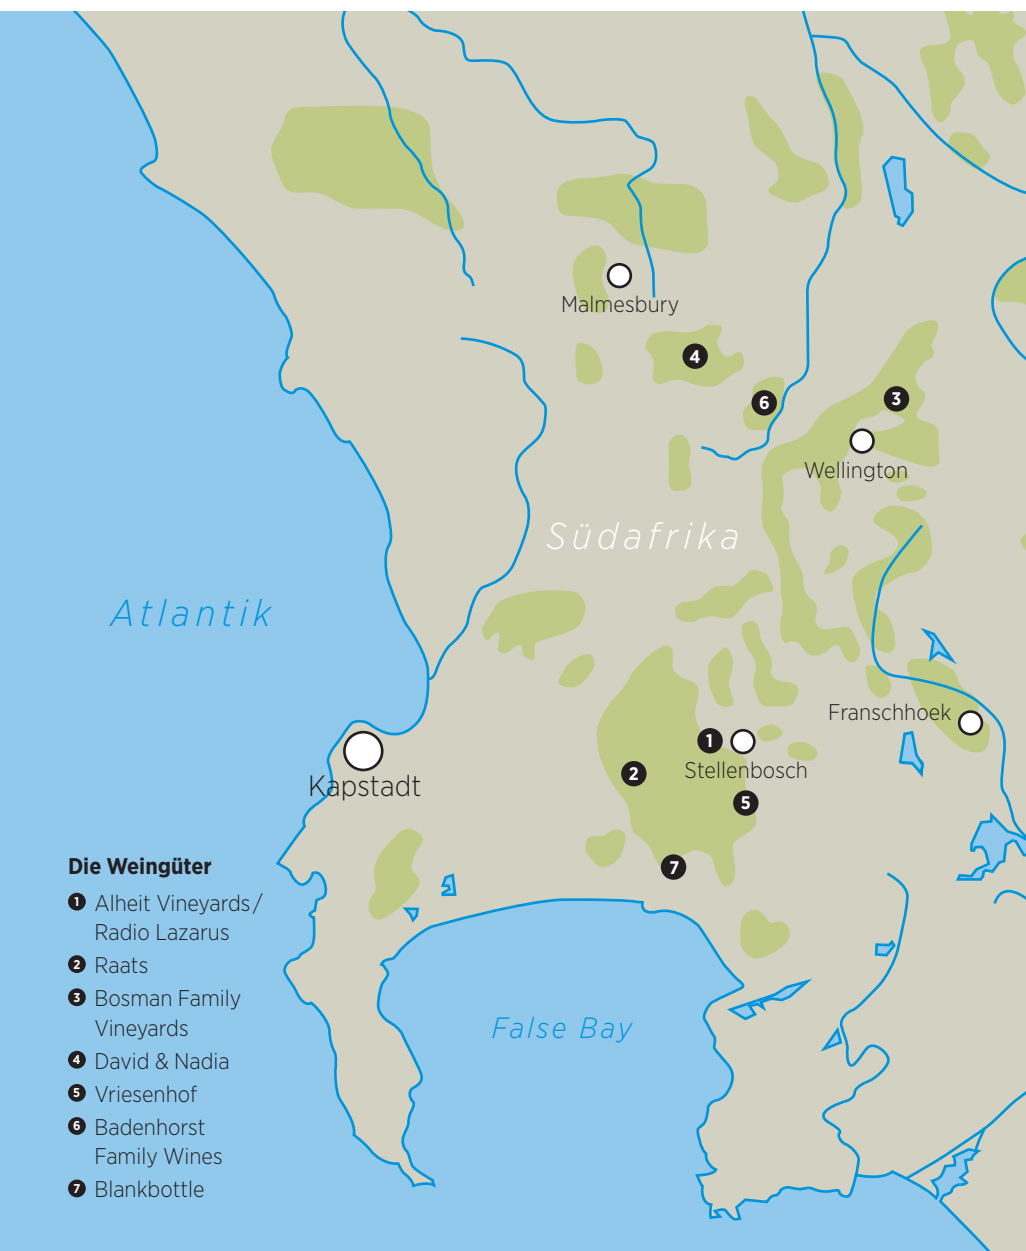 Malmesbury
4
6
3
Wellington
Südafrika
Atlantik
Franschhoek
1
Stellenbosch
2
5
Kapstadt
7
Die Weingüter
1 Alheit Vineyards/
Radio Lazarus
2 Raats
3 Bosman Family
Vineyards
4 David & Nadia
5 Vriesenhof
6 Badenhorst
Family Wines
7 Blankbottle
False Bay